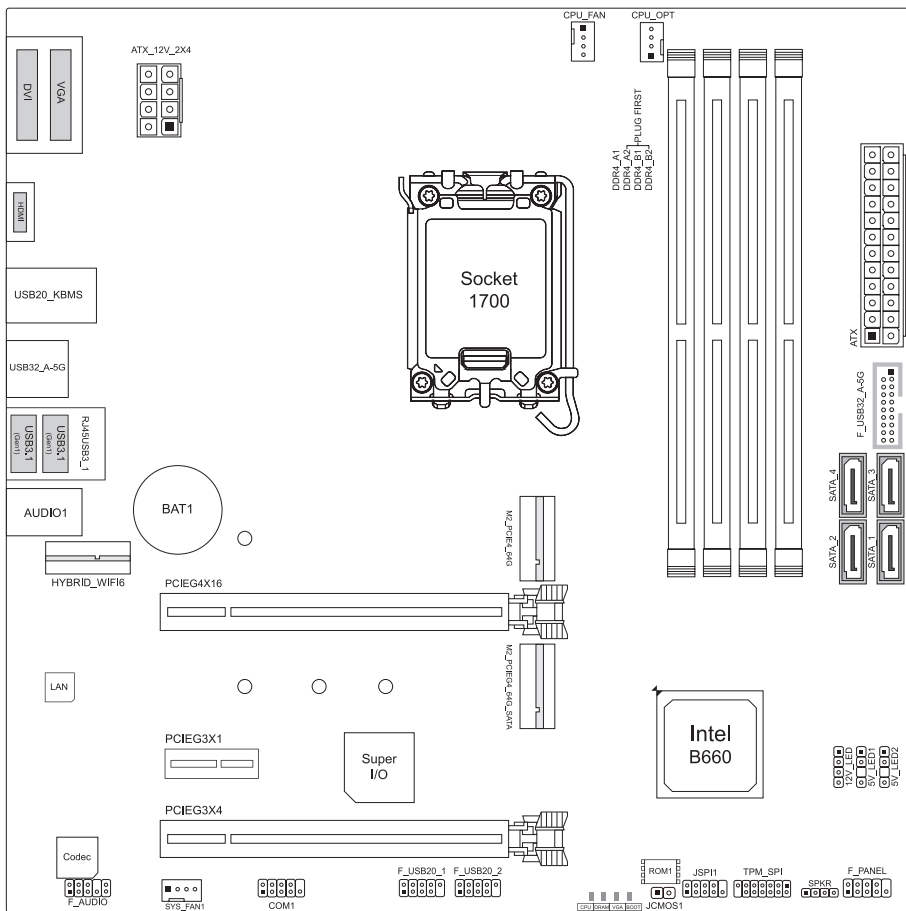 CPU_FAN
CPU_OPT
ATX_12V_2X4
DVI
VGA
PLUG FIRST
DDR4_A1
DDR4_A2
DDR4_B1
DDR4_B2
HDMI
Socket
1700
USB20_KBMS
ATX
USB32_A-5G
F_USB32_A-5G
USB3.1
(Gen1)
USB3.1
(Gen1)
RJ45USB3_1
SATA_4
SATA_3
AUDIO1
BAT1
M2_PCIE4_64G
SATA_2
SATA_1
HYBRID_WIFI6
PCIEG4X16
LAN
M2_PCIEG4_64G_SATA
Intel
B660
PCIEG3X1
Super
I/O
12V_LED
5V_LED1
5V_LED2
PCIEG3X4
Codec
F_USB20_1
F_USB20_2
ROM1
JSPI1
TPM_SPI
SPKR
F_PANEL
F_AUDIO
SYS_FAN1
COM1
CPU
DRAM
VGA
BOOT
JCMOS1